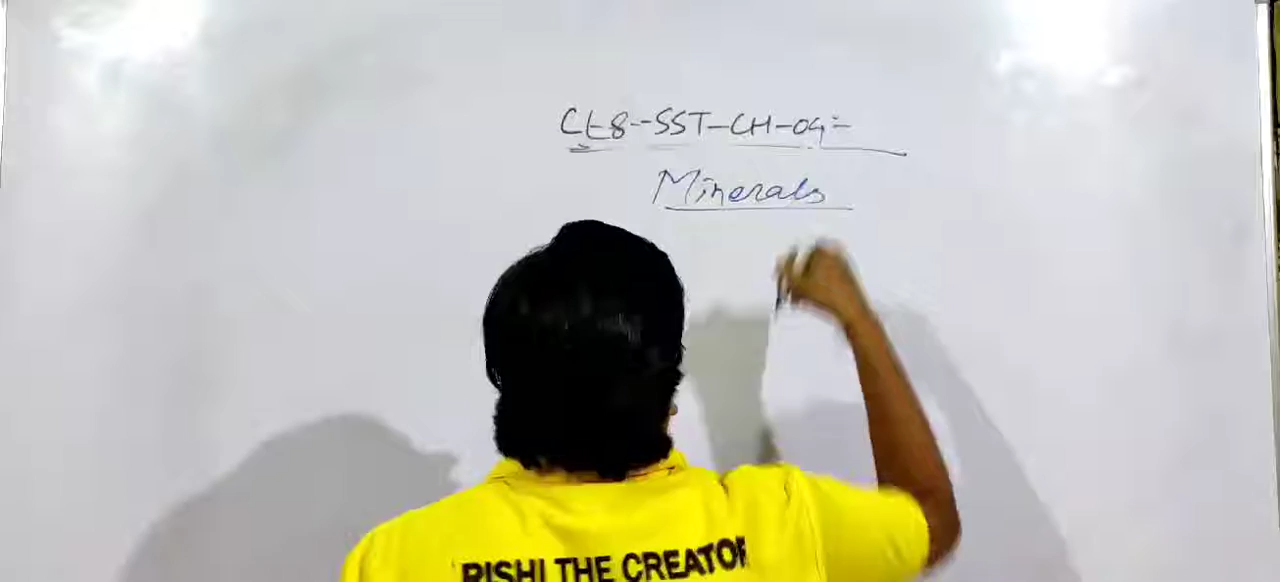 CL-8--SST-CH-04=
Minerals
RISHI THE CREATOR